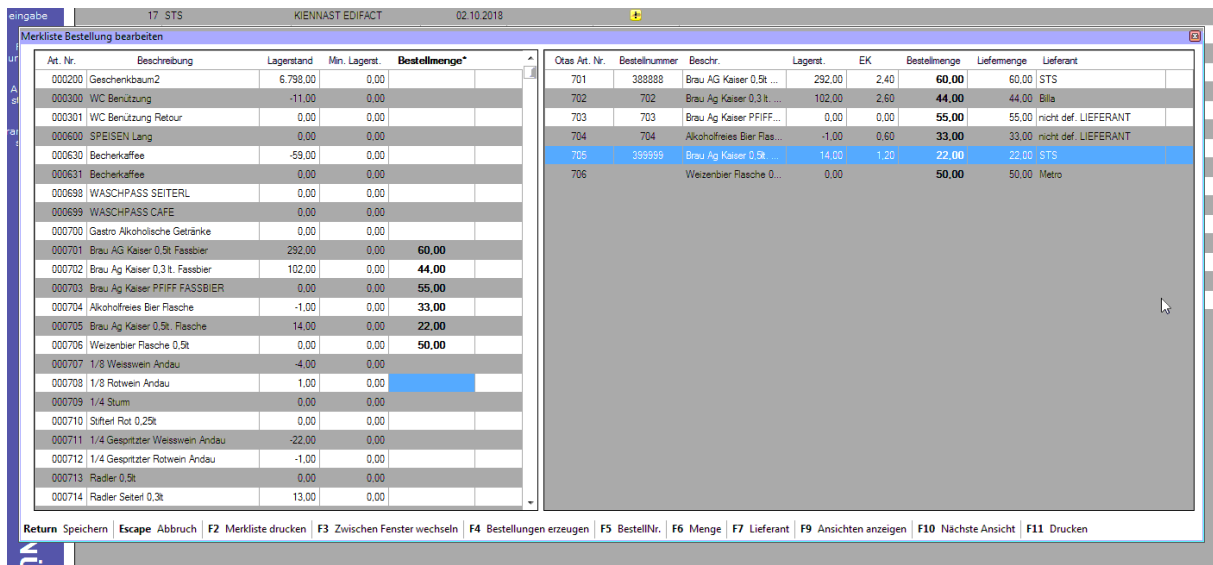 eingabe 17 STS KIENNAST EDIFACT 02.10.2018
Merkliste Bestellung bearbeiten
Art. Nr. Beschreibung Lagerstand Min. Lagerst. Bestellmenge*
000200 Geschenkbaum2 6.798,00 0,00
000300 WC Benützung -11,00 0,00
000301 WC Benützung Retour 0,00 0,00
000600 SPEISEN Lang 0,00 0,00
000630 Becherkaffee -59,00 0,00
000631 Becherkaffee 0,00 0,00
000698 WASCHPASS SEITERL 0,00 0,00
000699 WASCHPASS CAFE 0,00 0,00
000700 Gastro Alkoholische Getränke 0,00 0,00
000701 Brau AG Kaiser 0,5lt Fassbier 292,00 0,00 60,00
000702 Brau Ag Kaiser 0,3 lt. Fassbier 102,00 0,00 44,00
000703 Brau Ag Kaiser PFIFF FASSBIER 0,00 0,00 55,00
000704 Alkoholfreies Bier Flasche -1,00 0,00 33,00
000705 Brau Ag Kaiser 0,5lt. Flasche 14,00 0,00 22,00
000706 Weizenbier Flasche 0,5lt 0,00 0,00 50,00
000707 1/8 Weisswein Andau -4,00 0,00
000708 1/8 Rotwein Andau 1,00 0,00
000709 1/4 Sturm 0,00 0,00
000710 Stifterl Rot 0,25lt 0,00 0,00
000711 1/4 Gespritzter Weisswein Andau -22,00 0,00
000712 1/4 Gespritzter Rotwein Andau -1,00 0,00
000713 Radler 0,5lt 0,00 0,00
000714 Radler Seiterl 0,3lt 13,00 0,00
Otas Art. Nr. Bestellnummer Beschr. Lagerst. EK Bestellmenge Liefermenge Lieferant
701 388888 Brau AG Kaiser 0,5lt ... 292,00 2,40 60,00 60,00 STS
702 702 Brau Ag Kaiser 0,3 lt. ... 102,00 2,60 44,00 44,00 Billa
703 703 Brau Ag Kaiser PFIFF... 0,00 0,00 55,00 55,00 nicht def. LIEFERANT
704 704 Alkoholfreies Bier Flas... -1,00 0,60 33,00 33,00 nicht def. LIEFERANT
705 399999 Brau Ag Kaiser 0,5lt. ... 14,00 1,20 22,00 22,00 STS
706 Weizenbier Flasche 0... 0,00 50,00 50,00 Metro
Return Speichern Escape Abbruch F2 Merkliste drucken F3 Zwischen Fenster wechseln F4 Bestellungen erzeugen F5 BestellNr. F6 Menge F7 Lieferant F9 Ansichten anzeigen F10 Nächste Ansicht F11 Drucken